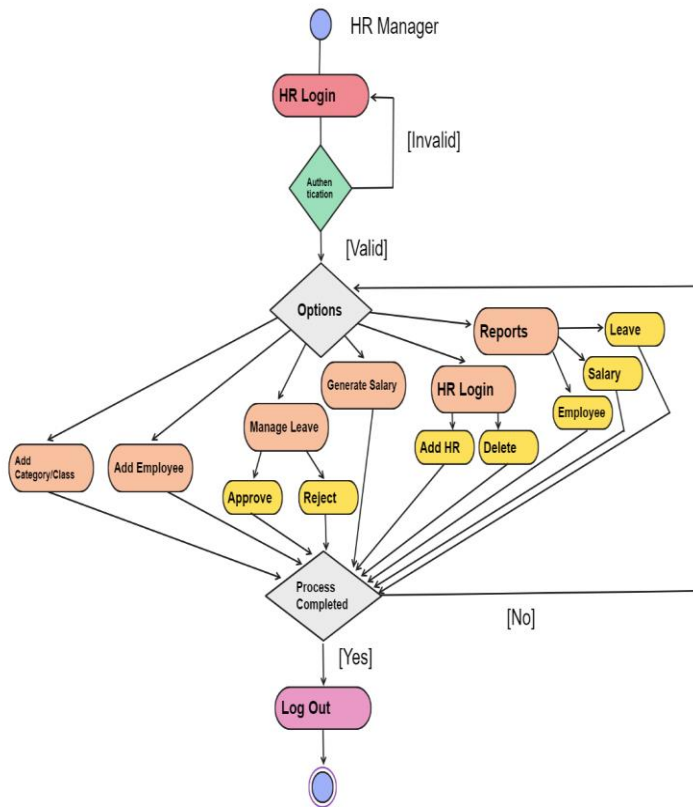 HR Manager
HR Login
[Invalid]
Authen
tication
[Valid]
Options
Reports
Leave
Generate Salary
HR Login
Salary
Employee
Manage Leave
Add
Category/Class
Add Employee
Add HR
Delete
Approve
Reject
Process
Completed
[No]
[Yes]
Log Out